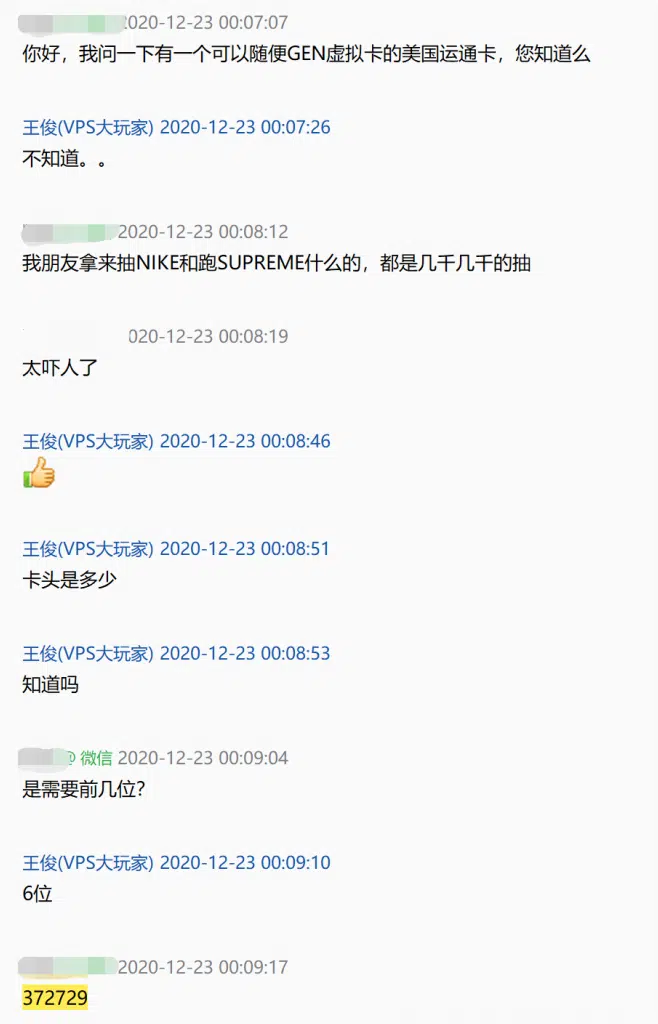 2020-12-23 00:07:07
你好，我问一下有一个可以随便GEN虚拟卡的美国运通卡，您知道么
王俊(VPS大玩家) 2020-12-23 00:07:26
不知道。。
2020-12-23 00:08:12
我朋友拿来抽NIKE和跑SUPREME什么的，都是几千几千的抽
020-12-23 00:08:19
太吓人了
王俊(VPS大玩家) 2020-12-23 00:08:46
王俊(VPS大玩家) 2020-12-23 00:08:51
卡头是多少
王俊(VPS大玩家) 2020-12-23 00:08:53
知道吗
@ 微信 2020-12-23 00:09:04
是需要前几位？
王俊(VPS大玩家) 2020-12-23 00:09:10
6位
2020-12-23 00:09:17
372729